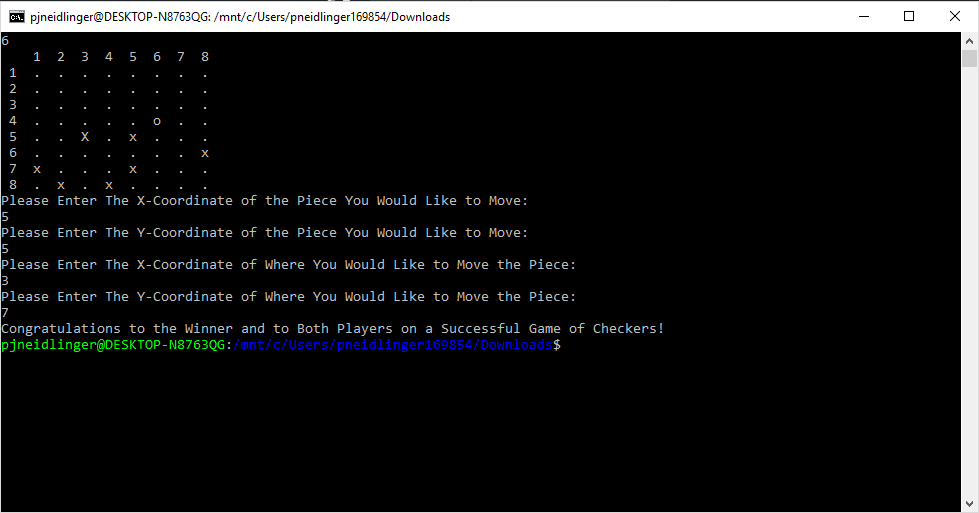 pjneidlinger@DESKTOP-N8763QG: /mnt/c/Users/pneidlinger169854/Downloads
6
    1  2  3  4  5  6  7  8
 1  .  .  .  .  .  .  .  .
 2  .  .  .  .  .  .  .  .
 3  .  .  .  .  .  .  .  .
 4  .  .  .  .  .  o  .  .
 5  .  .  X  .  x  .  .  .
 6  .  .  .  .  .  .  .  x
 7  x  .  .  .  x  .  .  .
 8  .  x  .  x  .  .  .  .
Please Enter The X-Coordinate of the Piece You Would Like to Move:
5
Please Enter The Y-Coordinate of the Piece You Would Like to Move:
5
Please Enter The X-Coordinate of Where You Would Like to Move the Piece:
3
Please Enter The Y-Coordinate of Where You Would Like to Move the Piece:
7
Congratulations to the Winner and to Both Players on a Successful Game of Checkers!
pjneidlinger@DESKTOP-N8763QG:/mnt/c/Users/pneidlinger169854/Downloads$